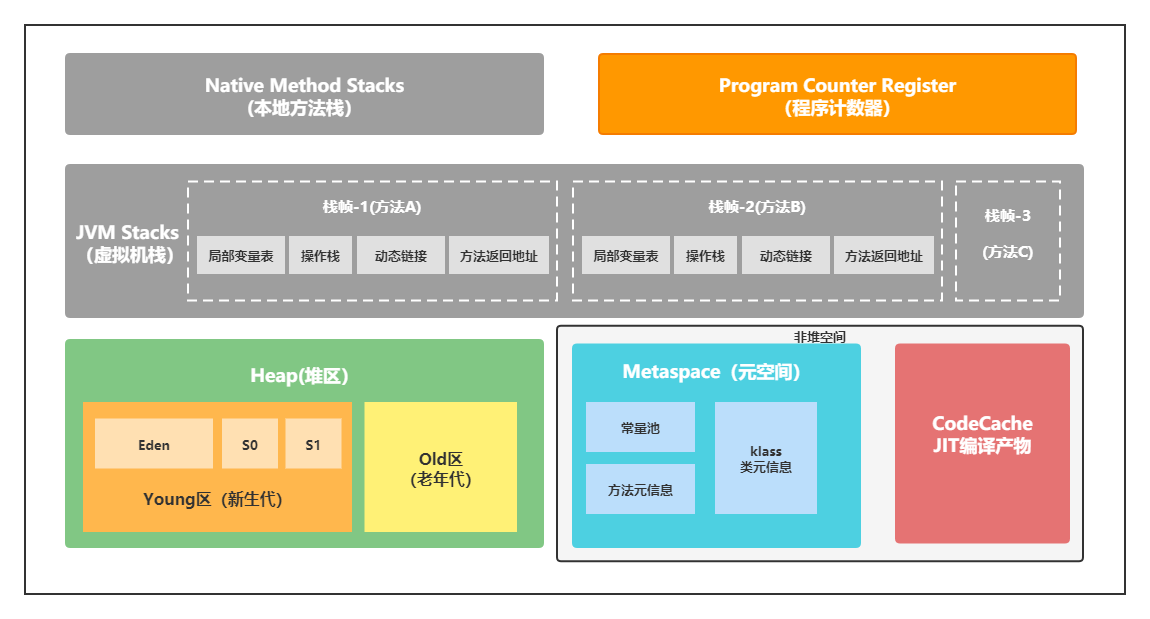 Native Method Stacks
(本地方法栈)
Program Counter Register
(程序计数器)
JVM Stacks
(虚拟机栈)
栈帧-1(方法A)
局部变量表
操作栈
动态链接
方法返回地址
栈帧-2(方法B)
局部变量表
操作栈
动态链接
方法返回地址
栈帧-3
(方法C)
Heap(堆区)
Eden
S0
S1
Young区（新生代）
Old区
(老年代)
非堆空间
Metaspace（元空间）
常量池
方法元信息
klass
类元信息
CodeCache
JIT编译产物